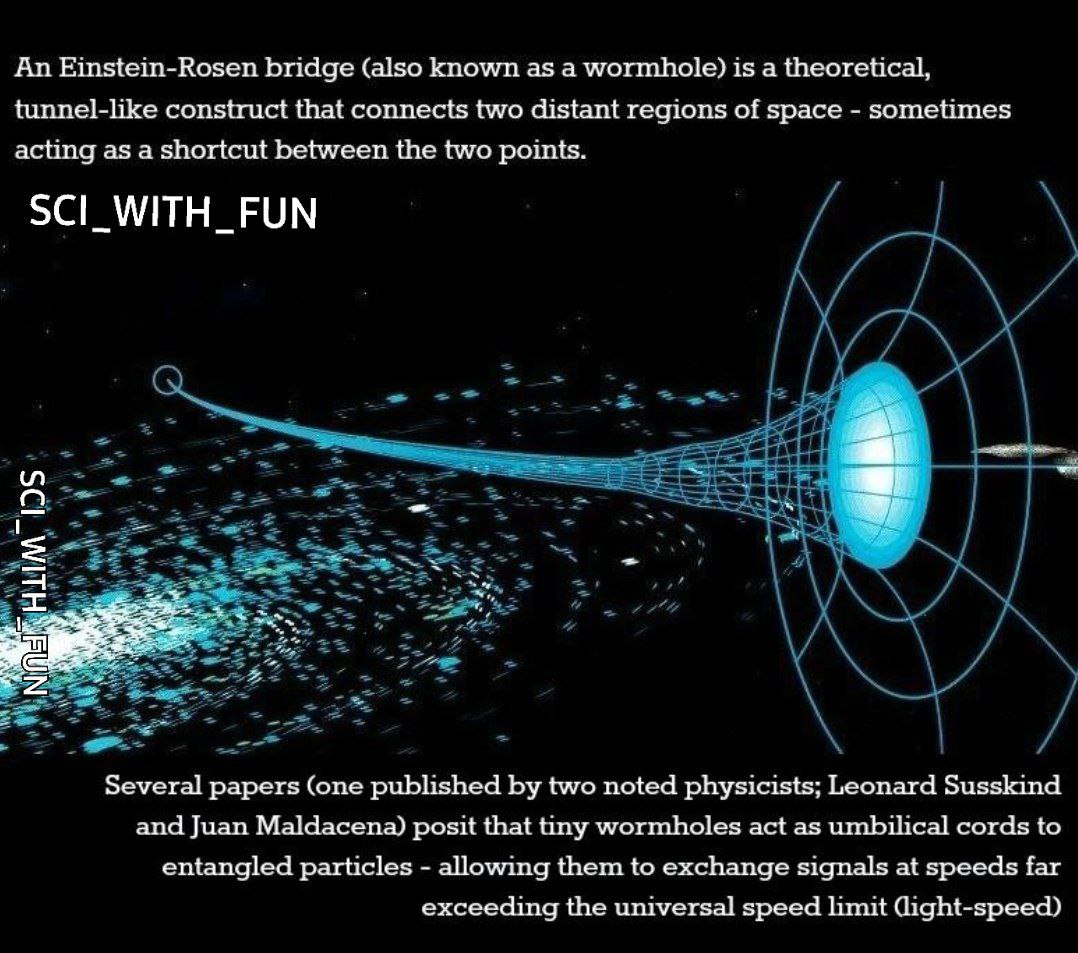 An Einstein-Rosen bridge (also known as a wormhole) is a theoretical,
tunnel-like construct that connects two distant regions of space - sometimes
acting as a shortcut between the two points.
SCI_WITH_FUN
SCI_WITH_FUN
Several papers (one published by two noted physicists; Leonard Susskind
and Juan Maldacena) posit that tiny wormholes act as umbilical cords to
entangled particles - allowing them to exchange signals at speeds far
exceeding the universal speed limit (light-speed)